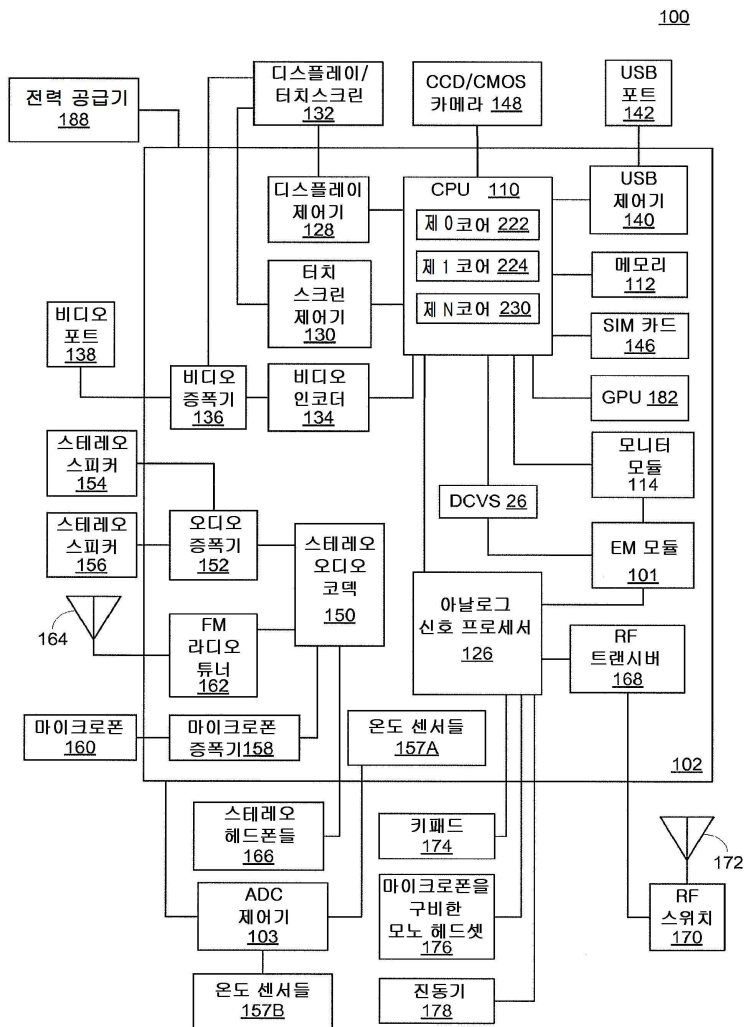 100
전력 공급기
188
디스플레이/
터치스크린
132
CCD/CMOS
카메라 148
USB
포트
142
디스플레이
제어기
128
CPU 110
제 0 코어 222
제 1 코어 224
제 N 코어 230
USB
제어기
140
터치
스크린
제어기
130
메모리
112
비디오
포트
138
SIM 카드
146
비디오
증폭기
136
비디오
인코더
134
GPU 182
모니터
모듈
114
스테레오
스피커
154
DCVS 26
스테레오
스피커
156
오디오
증폭기
152
스테레오
오디오
코덱
150
EM 모듈
101
164
FM
라디오
튜너
162
아날로그
신호 프로세서
126
RF
트랜시버
168
마이크로폰
160
마이크로폰
증폭기158
온도 센서들
157A
102
스테레오
헤드폰들
166
키패드
174
172
ADC
제어기
103
마이크로폰을
구비한
모노 헤드셋
176
RF
스위치
170
온도 센서들
157B
진동기
178